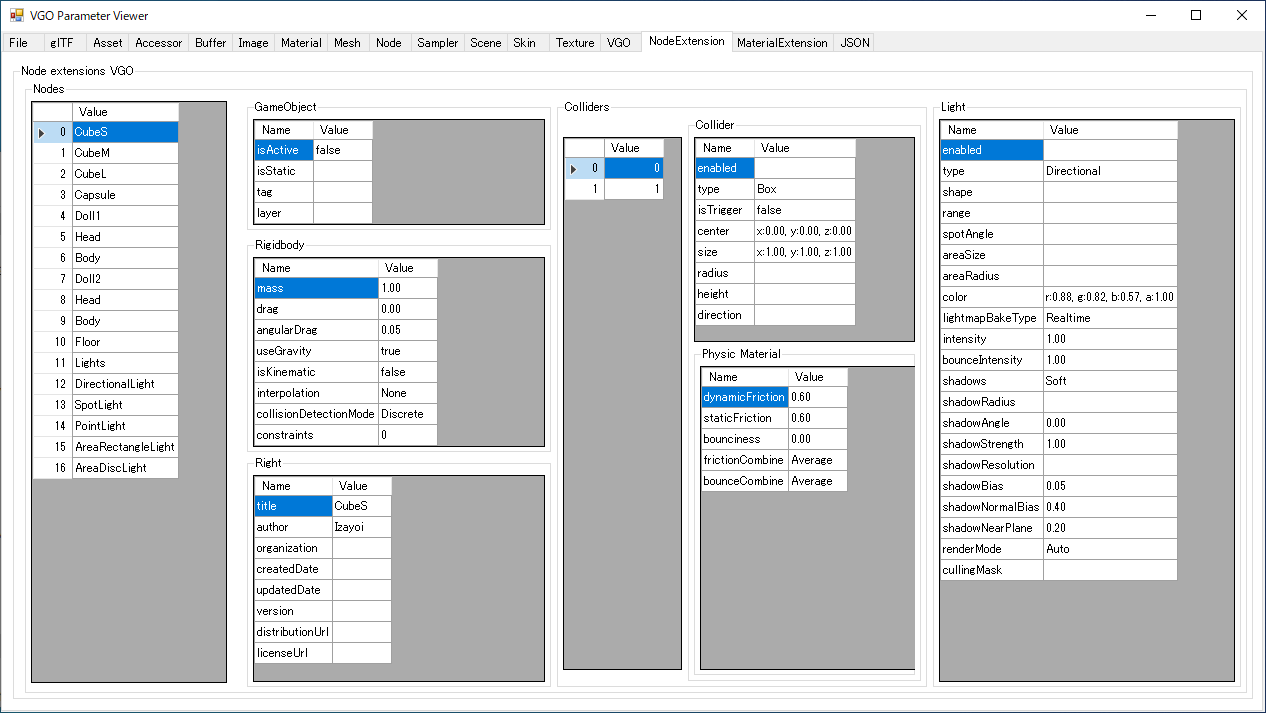 VGO Parameter Viewer
File glTF Asset Accessor Buffer Image Material Mesh Node Sampler Scene Skin Texture VGO NodeExtension MaterialExtension JSON
Node extensions VGO
Nodes
Value
0 CubeS
1 CubeM
2 CubeL
3 Capsule
4 Doll1
5 Head
6 Body
7 Doll2
8 Head
9 Body
10 Floor
11 Lights
12 DirectionalLight
13 SpotLight
14 PointLight
15 AreaRectangleLight
16 AreaDiscLight
GameObject
Name Value
isActive false
isStatic
tag
layer
Rigidbody
Name Value
mass 1.00
drag 0.00
angularDrag 0.05
useGravity true
isKinematic false
interpolation None
collisionDetectionMode Discrete
constraints 0
Right
Name Value
title CubeS
author Izayoi
organization
createdDate
updatedDate
version
distributionUrl
licenseUrl
Colliders
Value
0 0
1 1
Collider
Name Value
enabled
type Box
isTrigger false
center x:0.00, y:0.00, z:0.00
size x:1.00, y:1.00, z:1.00
radius
height
direction
Physic Material
Name Value
dynamicFriction 0.60
staticFriction 0.60
bounciness 0.00
frictionCombine Average
bounceCombine Average
Light
Name Value
enabled
type Directional
shape
range
spotAngle
areaSize
areaRadius
color r:0.88, g:0.82, b:0.57, a:1.00
lightmapBakeType Realtime
intensity 1.00
bounceIntensity 1.00
shadows Soft
shadowRadius
shadowAngle 0.00
shadowStrength 1.00
shadowResolution
shadowBias 0.05
shadowNormalBias 0.40
shadowNearPlane 0.20
renderMode Auto
cullingMask